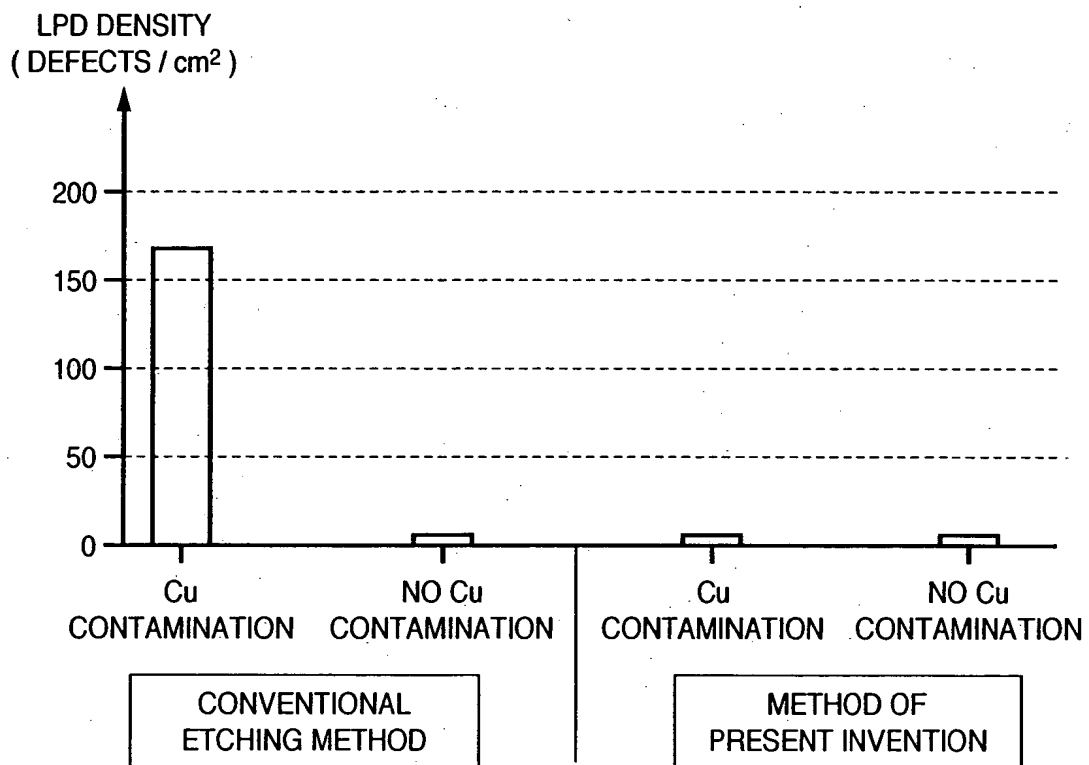 LPD DENSITY
( DEFECTS / cm² )
200
150
100
50
0
Cu
CONTAMINATION
NO Cu
CONTAMINATION
Cu
CONTAMINATION
NO Cu
CONTAMINATION
CONVENTIONAL
ETCHING METHOD
METHOD OF
PRESENT INVENTION